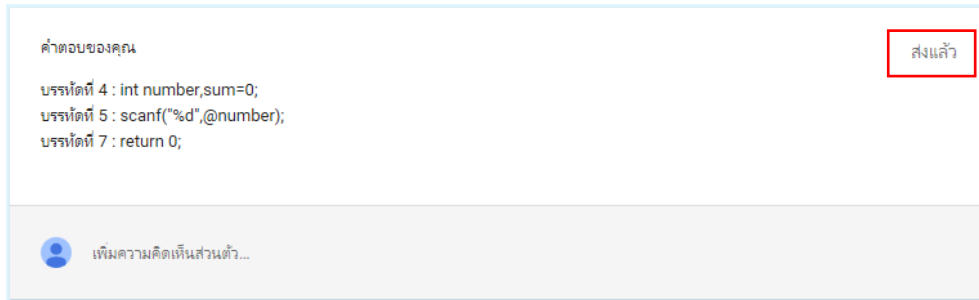 คำตอบของคุณ
ส่งแล้ว
บรรทัดที่ 4 : int number,sum=0;
บรรทัดที่ 5 : scanf("%d",@number);
บรรทัดที่ 7 : return 0;
เพิ่มความคิดเห็นส่วนตัว...